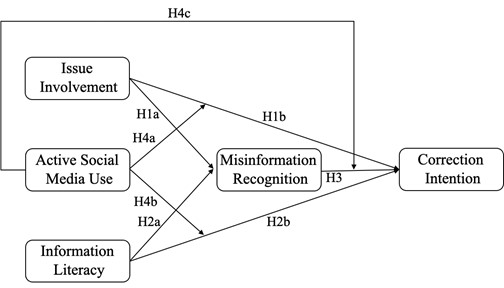 H4c
Issue
Involvement
H1a
H1b
H4a
Active Social
Media Use
Misinformation
Recognition
Correction
Intention
H3
H4b
H2a
H2b
Information
Literacy